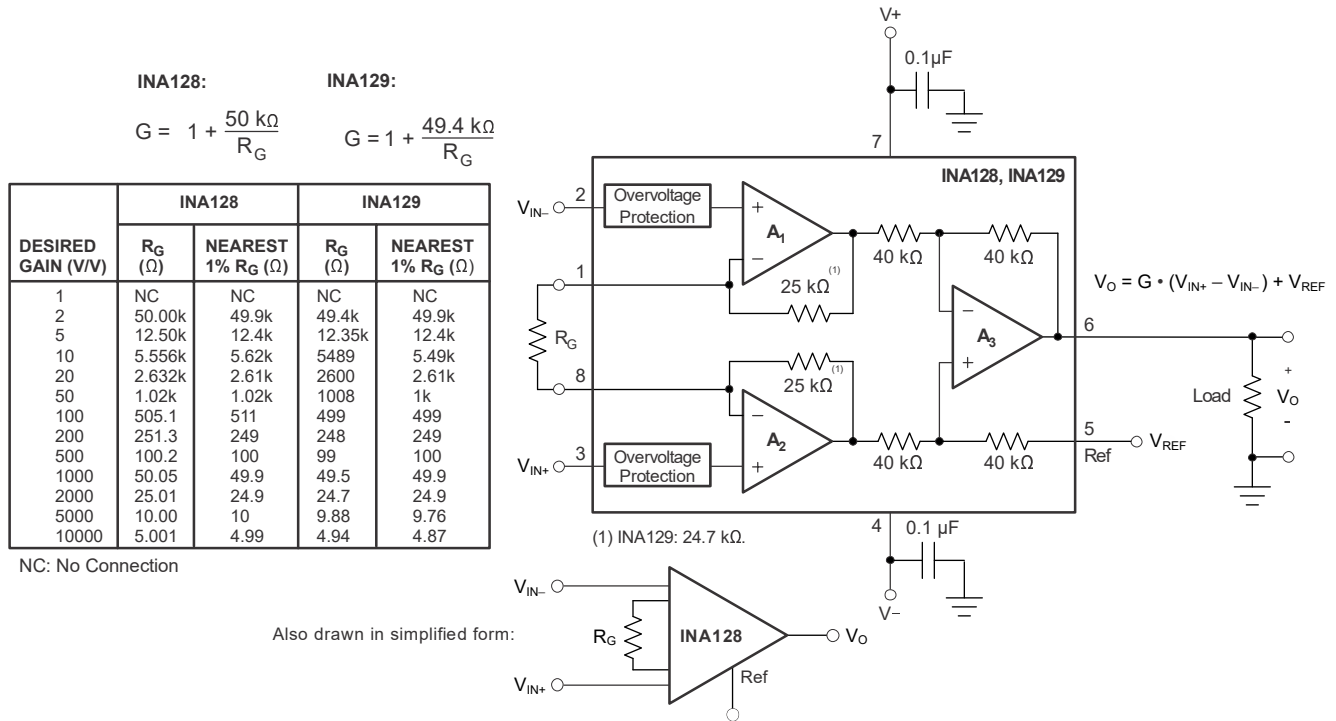 INA128:
G = 1 + 50 kΩ / R_G
INA129:
G = 1 + 49.4 kΩ / R_G
INA128 INA129
DESIRED GAIN (V/V) R_G (Ω) NEAREST 1% R_G (Ω) R_G (Ω) NEAREST 1% R_G (Ω)
1 NC NC NC NC
2 50.00k 49.9k 49.4k 49.9k
5 12.50k 12.4k 12.35k 12.4k
10 5.556k 5.62k 5489 5.49k
20 2.632k 2.61k 2600 2.61k
50 1.02k 1.02k 1008 1k
100 505.1 511 499 499
200 251.3 249 248 249
500 100.2 100 99 100
1000 50.05 49.9 49.5 49.9
2000 25.01 24.9 24.7 24.9
5000 10.00 10 9.88 9.76
10000 5.001 4.99 4.94 4.87
NC: No Connection
V+
0.1µF
7
INA128, INA129
V_IN– 2
Overvoltage
Protection
+
A_1
–
40 kΩ
40 kΩ
1
25 kΩ (1)
R_G
V_O = G • (V_IN+ – V_IN–) + V_REF
–
A_3
+
6
8
25 kΩ (1)
–
A_2
+
Load
+
V_O
-
V_IN+ 3
Overvoltage
Protection
40 kΩ
40 kΩ
5
Ref
V_REF
(1) INA129: 24.7 kΩ.
4
0.1 µF
V–
Also drawn in simplified form:
V_IN–
R_G
INA128
V_O
V_IN+
Ref